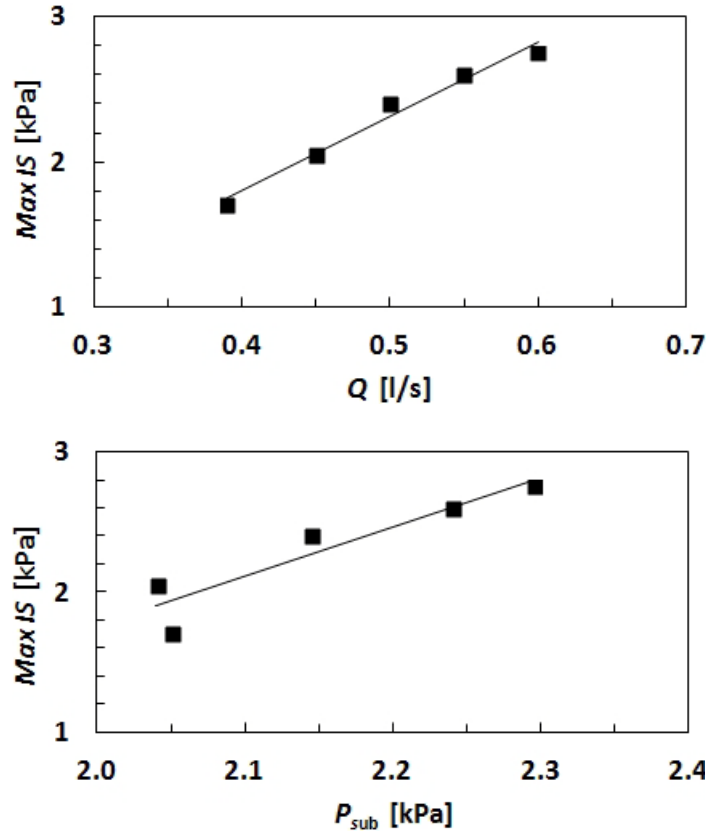 3
2
1
Max IS [kPa]
0.3 0.4 0.5 0.6 0.7
Q [l/s]
3
2
1
Max IS [kPa]
2.0 2.1 2.2 2.3 2.4
Psub [kPa]